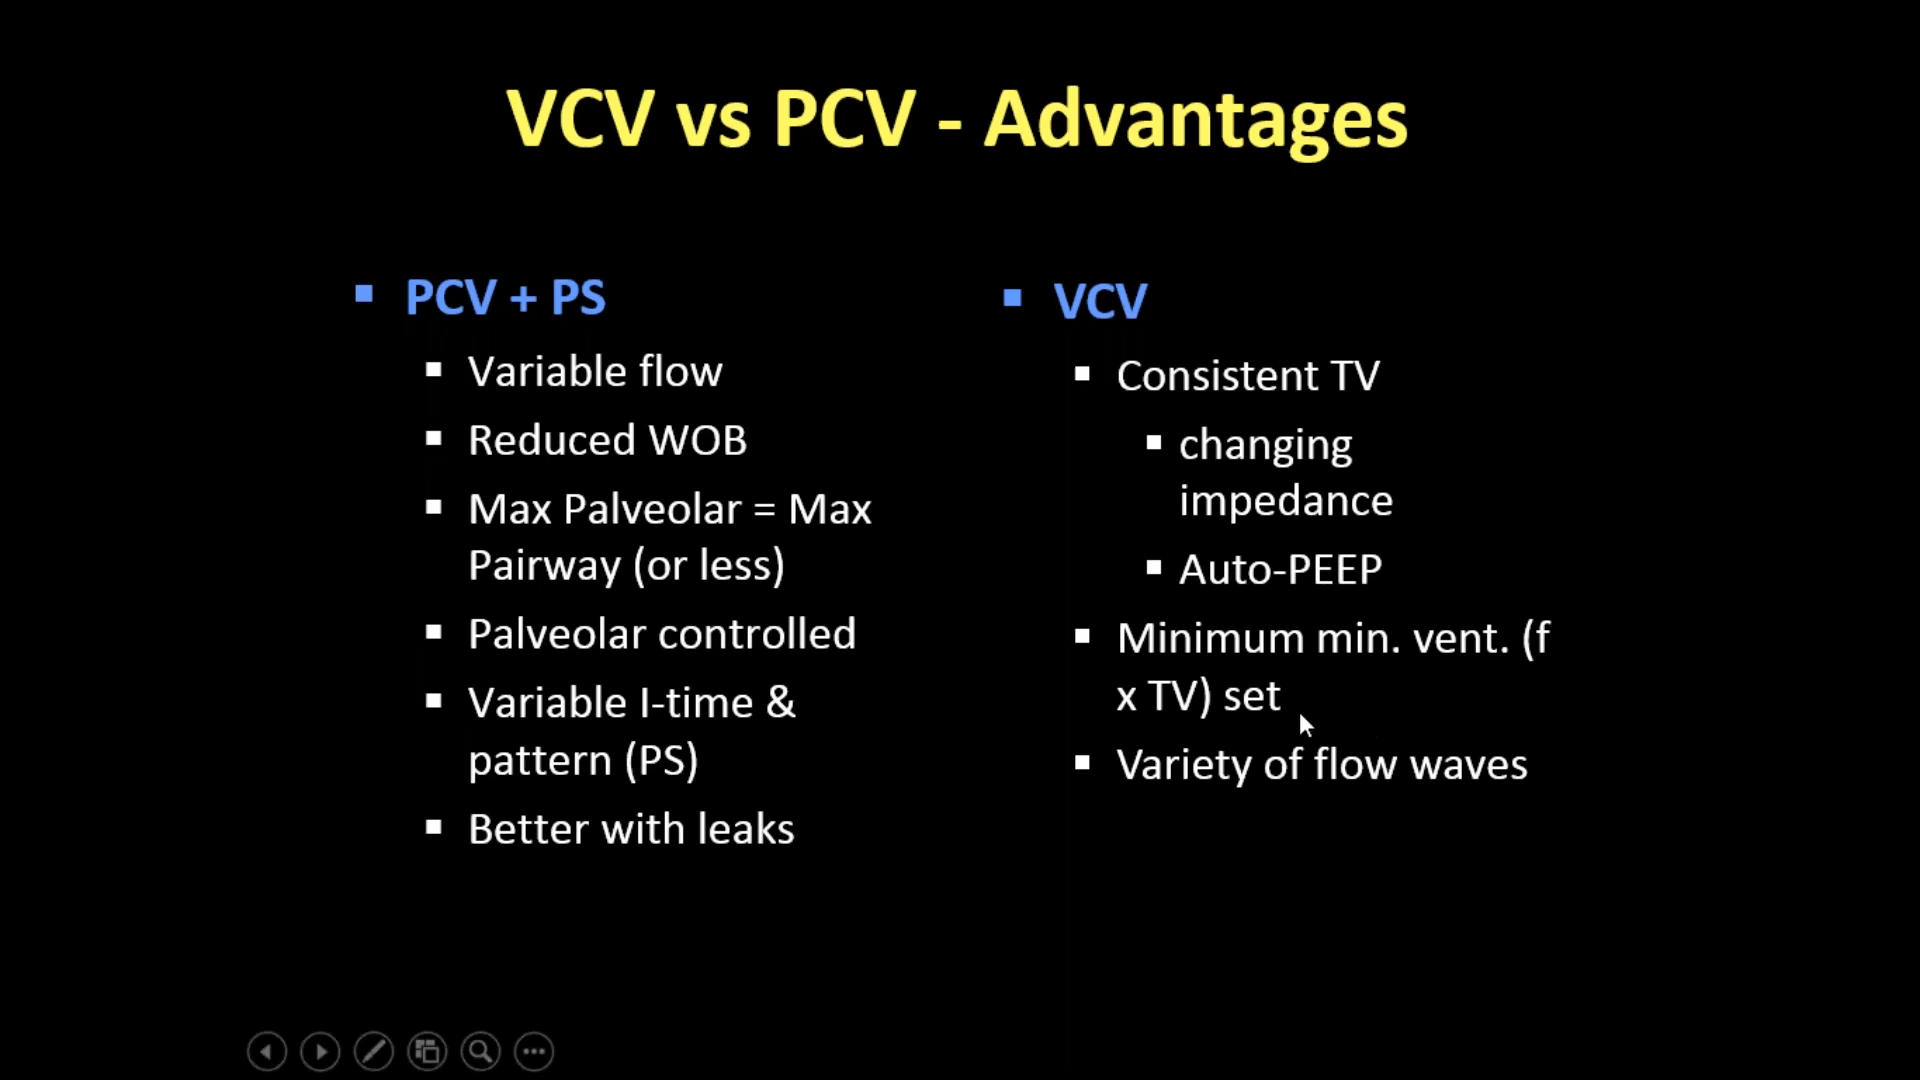 VCV vs PCV - Advantages
PCV + PS
Variable flow
Reduced WOB
Max Palveolar = Max
Pairway (or less)
Palveolar controlled
Variable I-time &
pattern (PS)
Better with leaks
VCV
Consistent TV
changing
impedance
Auto-PEEP
Minimum min. vent. (f
x TV) set
Variety of flow waves